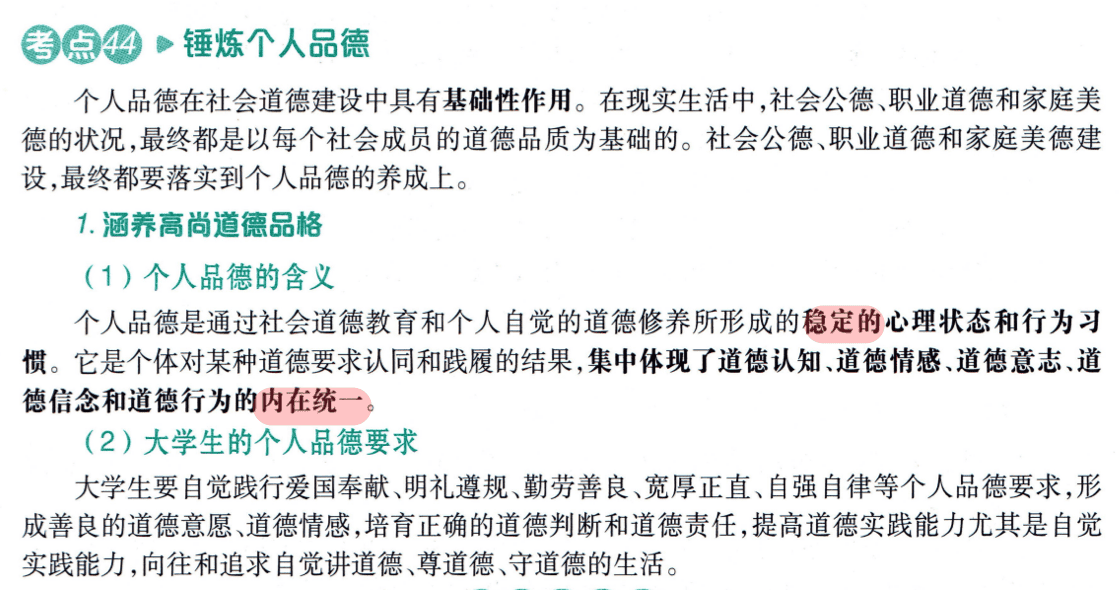 考点44 ▶ 锤炼个人品德
个人品德在社会道德建设中具有基础性作用。在现实生活中,社会公德、职业道德和家庭美
德的状况,最终都是以每个社会成员的道德品质为基础的。社会公德、职业道德和家庭美德建
设,最终都要落实到个人品德的养成上。
1. 涵养高尚道德品格
（1）个人品德的含义
个人品德是通过社会道德教育和个人自觉的道德修养所形成的稳定的心理状态和行为习
惯。它是个体对某种道德要求认同和践履的结果,集中体现了道德认知、道德情感、道德意志、道
德信念和道德行为的内在统一。
（2）大学生的个人品德要求
大学生要自觉践行爱国奉献、明礼遵规、勤劳善良、宽厚正直、自强自律等个人品德要求,形
成善良的道德意愿、道德情感,培育正确的道德判断和道德责任,提高道德实践能力尤其是自觉
实践能力,向往和追求自觉讲道德、尊道德、守道德的生活。